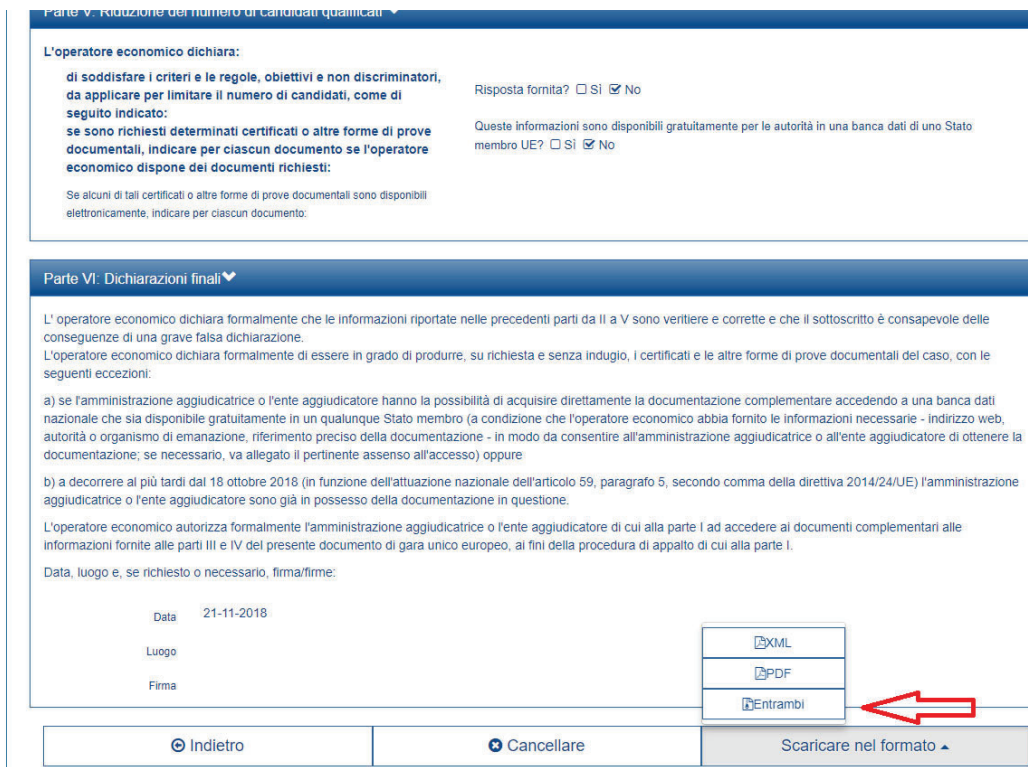 Parte V: Riduzione del numero di candidati qualificati
L'operatore economico dichiara:
di soddisfare i criteri e le regole, obiettivi e non discriminatori,
da applicare per limitare il numero di candidati, come di
seguito indicato:
se sono richiesti determinati certificati o altre forme di prove
documentali, indicare per ciascun documento se l'operatore
economico dispone dei documenti richiesti:
Se alcuni di tali certificati o altre forme di prove documentali sono disponibili
elettronicamente, indicare per ciascun documento:
Risposta fornita? ☐ Sì ☑ No
Queste informazioni sono disponibili gratuitamente per le autorità in una banca dati di uno Stato
membro UE? ☐ Sì ☑ No
Parte VI: Dichiarazioni finali
L' operatore economico dichiara formalmente che le informazioni riportate nelle precedenti parti da II a V sono veritiere e corrette e che il sottoscritto è consapevole delle
conseguenze di una grave falsa dichiarazione.
L'operatore economico dichiara formalmente di essere in grado di produrre, su richiesta e senza indugio, i certificati e le altre forme di prove documentali del caso, con le
seguenti eccezioni:
a) se l'amministrazione aggiudicatrice o l'ente aggiudicatore hanno la possibilità di acquisire direttamente la documentazione complementare accedendo a una banca dati
nazionale che sia disponibile gratuitamente in un qualunque Stato membro (a condizione che l'operatore economico abbia fornito le informazioni necessarie - indirizzo web,
autorità o organismo di emanazione, riferimento preciso della documentazione - in modo da consentire all'amministrazione aggiudicatrice o all'ente aggiudicatore di ottenere la
documentazione; se necessario, va allegato il pertinente assenso all'accesso) oppure
b) a decorrere al più tardi dal 18 ottobre 2018 (in funzione dell'attuazione nazionale dell'articolo 59, paragrafo 5, secondo comma della direttiva 2014/24/UE) l'amministrazione
aggiudicatrice o l'ente aggiudicatore sono già in possesso della documentazione in questione.
L'operatore economico autorizza formalmente l'amministrazione aggiudicatrice o l'ente aggiudicatore di cui alla parte I ad accedere ai documenti complementari alle
informazioni fornite alle parti III e IV del presente documento di gara unico europeo, ai fini della procedura di appalto di cui alla parte I.
Data, luogo e, se richiesto o necessario, firma/firme:
Data 21-11-2018
Luogo
Firma
XML
PDF
Entrambi
Indietro
Cancellare
Scaricare nel formato